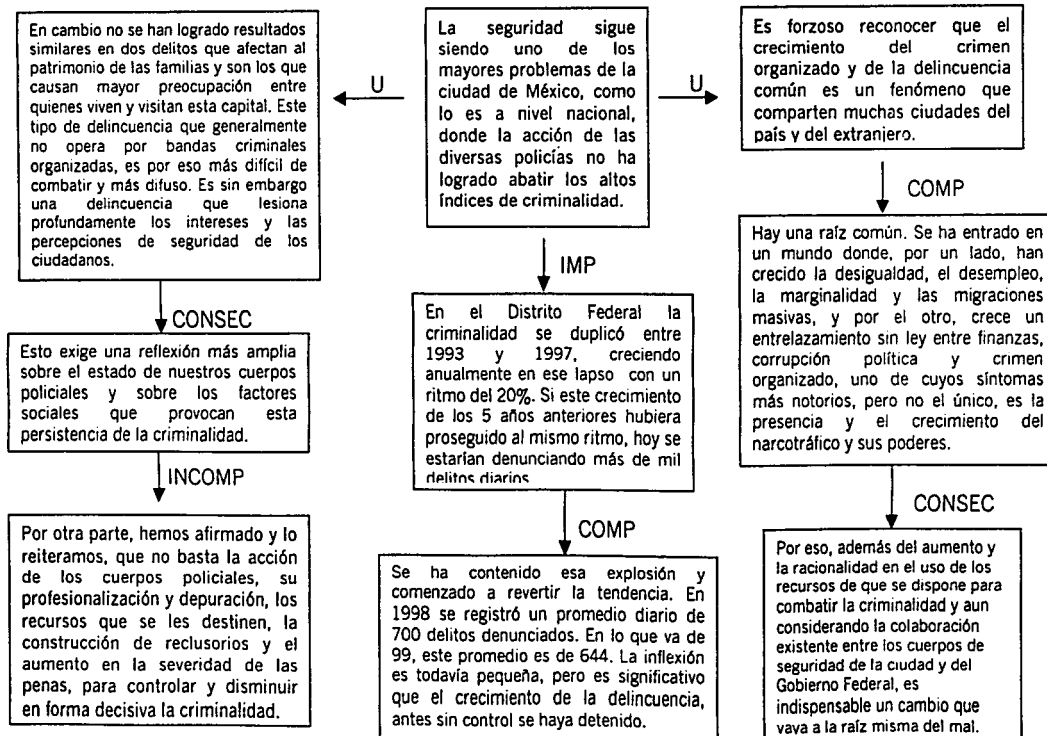 En cambio no se han logrado resultados
similares en dos delitos que afectan al
patrimonio de las familias y son los que
causan mayor preocupación entre
quienes viven y visitan esta capital. Este
tipo de delincuencia que generalmente
no opera por bandas criminales
organizadas, es por eso más difícil de
combatir y más difuso. Es sin embargo
una delincuencia que lesiona
profundamente los intereses y las
percepciones de seguridad de los
ciudadanos.
CONSEC
Esto exige una reflexión más amplia
sobre el estado de nuestros cuerpos
policiales y sobre los factores
sociales que provocan esta
persistencia de la criminalidad.
INCOMP
Por otra parte, hemos afirmado y lo
reiteramos, que no basta la acción
de los cuerpos policiales, su
profesionalización y depuración, los
recursos que se les destinen, la
construcción de reclusorios y el
aumento en la severidad de las
penas, para controlar y disminuir
en forma decisiva la criminalidad.
U
La seguridad sigue
siendo uno de los
mayores problemas de la
ciudad de México, como
lo es a nivel nacional,
donde la acción de las
diversas policías no ha
logrado abatir los altos
índices de criminalidad.
IMP
En el Distrito Federal la
criminalidad se duplicó entre
1993 y 1997, creciendo
anualmente en ese lapso con un
ritmo del 20%. Si este crecimiento
de los 5 años anteriores hubiera
proseguido al mismo ritmo, hoy se
estarían denunciando más de mil
delitos diarios.
COMP
Se ha contenido esa explosión y
comenzado a revertir la tendencia. En
1998 se registró un promedio diario de
700 delitos denunciados. En lo que va de
99, este promedio es de 644. La inflexión
es todavía pequeña, pero es significativo
que el crecimiento de la delincuencia,
antes sin control se haya detenido.
U
Es forzoso reconocer que el
crecimiento del crimen
organizado y de la delincuencia
común es un fenómeno que
comparten muchas ciudades del
país y del extranjero.
COMP
Hay una raíz común. Se ha entrado en
un mundo donde, por un lado, han
crecido la desigualdad, el desempleo,
la marginalidad y las migraciones
masivas, y por el otro, crece un
entrelazamiento sin ley entre finanzas,
corrupción política y crimen
organizado, uno de cuyos síntomas
más notorios, pero no el único, es la
presencia y el crecimiento del
narcotráfico y sus poderes.
CONSEC
Por eso, además del aumento y
la racionalidad en el uso de los
recursos de que se dispone para
combatir la criminalidad y aun
considerando la colaboración
existente entre los cuerpos de
seguridad de la ciudad y del
Gobierno Federal, es
indispensable un cambio que
vaya a la raíz misma del mal.